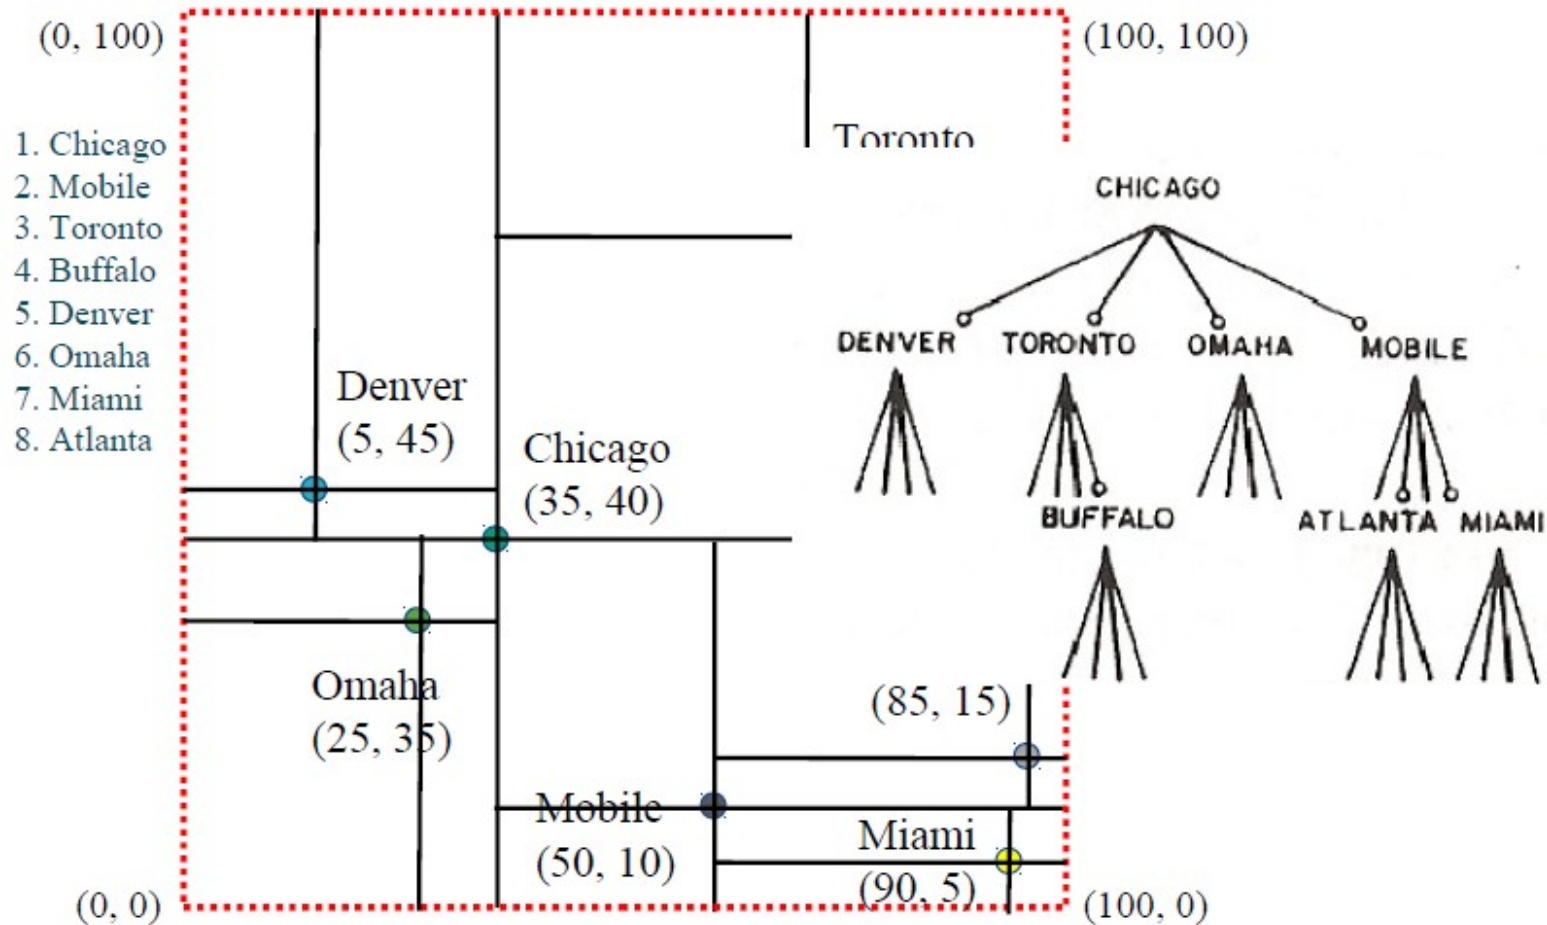 (0, 100)
(100, 100)
1. Chicago
2. Mobile
3. Toronto
4. Buffalo
5. Denver
6. Omaha
7. Miami
8. Atlanta
Toronto
CHICAGO
DENVER TORONTO OMAHA MOBILE
Denver
(5, 45)
Chicago
(35, 40)
BUFFALO ATLANTA MIAMI
Omaha
(25, 35)
(85, 15)
Mobile
(50, 10)
Miami
(90, 5)
(0, 0)
(100, 0)